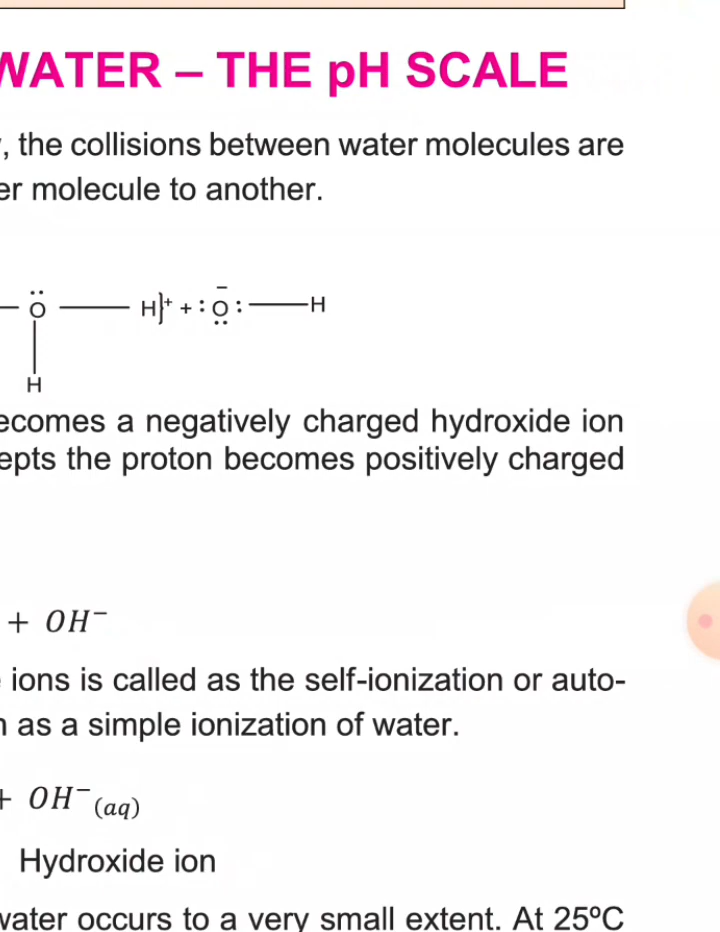 WATER – THE pH SCALE
, the collisions between water molecules are
er molecule to another.
– Ö — H}⁺ + :Ö̱:⁻ — H
H
ecomes a negatively charged hydroxide ion
epts the proton becomes positively charged
+ OH⁻
ions is called as the self-ionization or auto-
n as a simple ionization of water.
+ OH⁻(aq)
Hydroxide ion
water occurs to a very small extent. At 25ºC